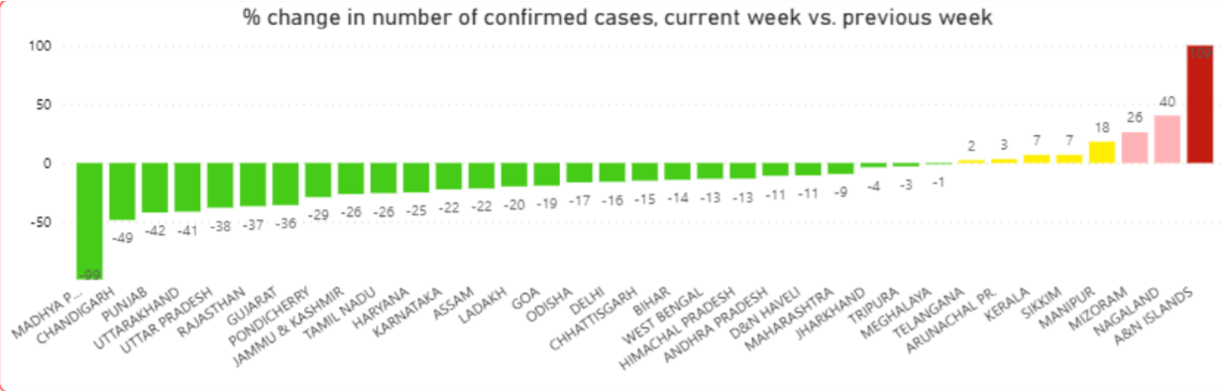 % change in number of confirmed cases, current week vs. previous week
100
50
0
-50
-99
-49
-42
-41
-38
-37
-36
-29
-26
-26
-25
-22
-22
-20
-19
-17
-16
-15
-14
-13
-13
-11
-11
-9
-4
-3
-1
2
3
7
7
18
26
40
MADHYA P...
CHANDIGARH
PUNJAB
UTTARAKHAND
UTTAR PRADESH
RAJASTHAN
GUJARAT
PONDICHERRY
JAMMU & KASHMIR
TAMIL NADU
HARYANA
KARNATAKA
ASSAM
LADAKH
GOA
ODISHA
DELHI
CHHATTISGARH
BIHAR
WEST BENGAL
HIMACHAL PRADESH
ANDHRA PRADESH
D&N HAVELI
MAHARASHTRA
JHARKHAND
TRIPURA
MEGHALAYA
TELANGANA
ARUNACHAL PR.
KERALA
SIKKIM
MANIPUR
MIZORAM
NAGALAND
A&N ISLANDS